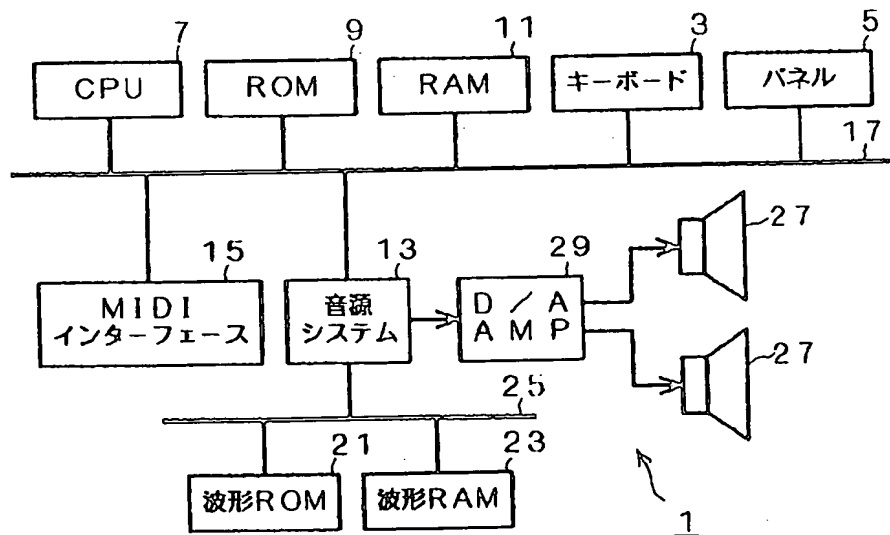 7
9
11
3
5
CPU
ROM
RAM
キーボード
パネル
17
15
13
29
27
MIDI
インターフェース
音源
システム
D/A
AMP
27
25
21
23
波形ROM
波形RAM
1